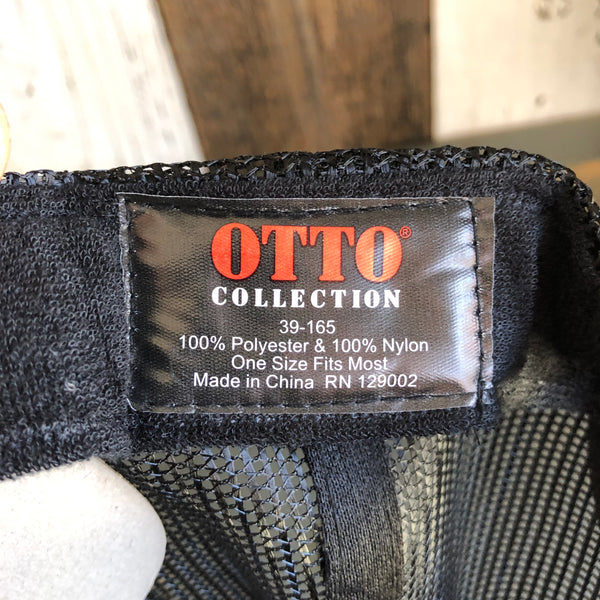 OTTO®
COLLECTION
39-165
100% Polyester & 100% Nylon
One Size Fits Most
Made in China RN 129002